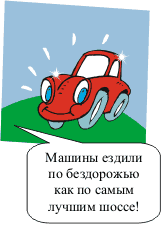 Машины ездили
по бездорожью
как по самым
лучшим шоссе!